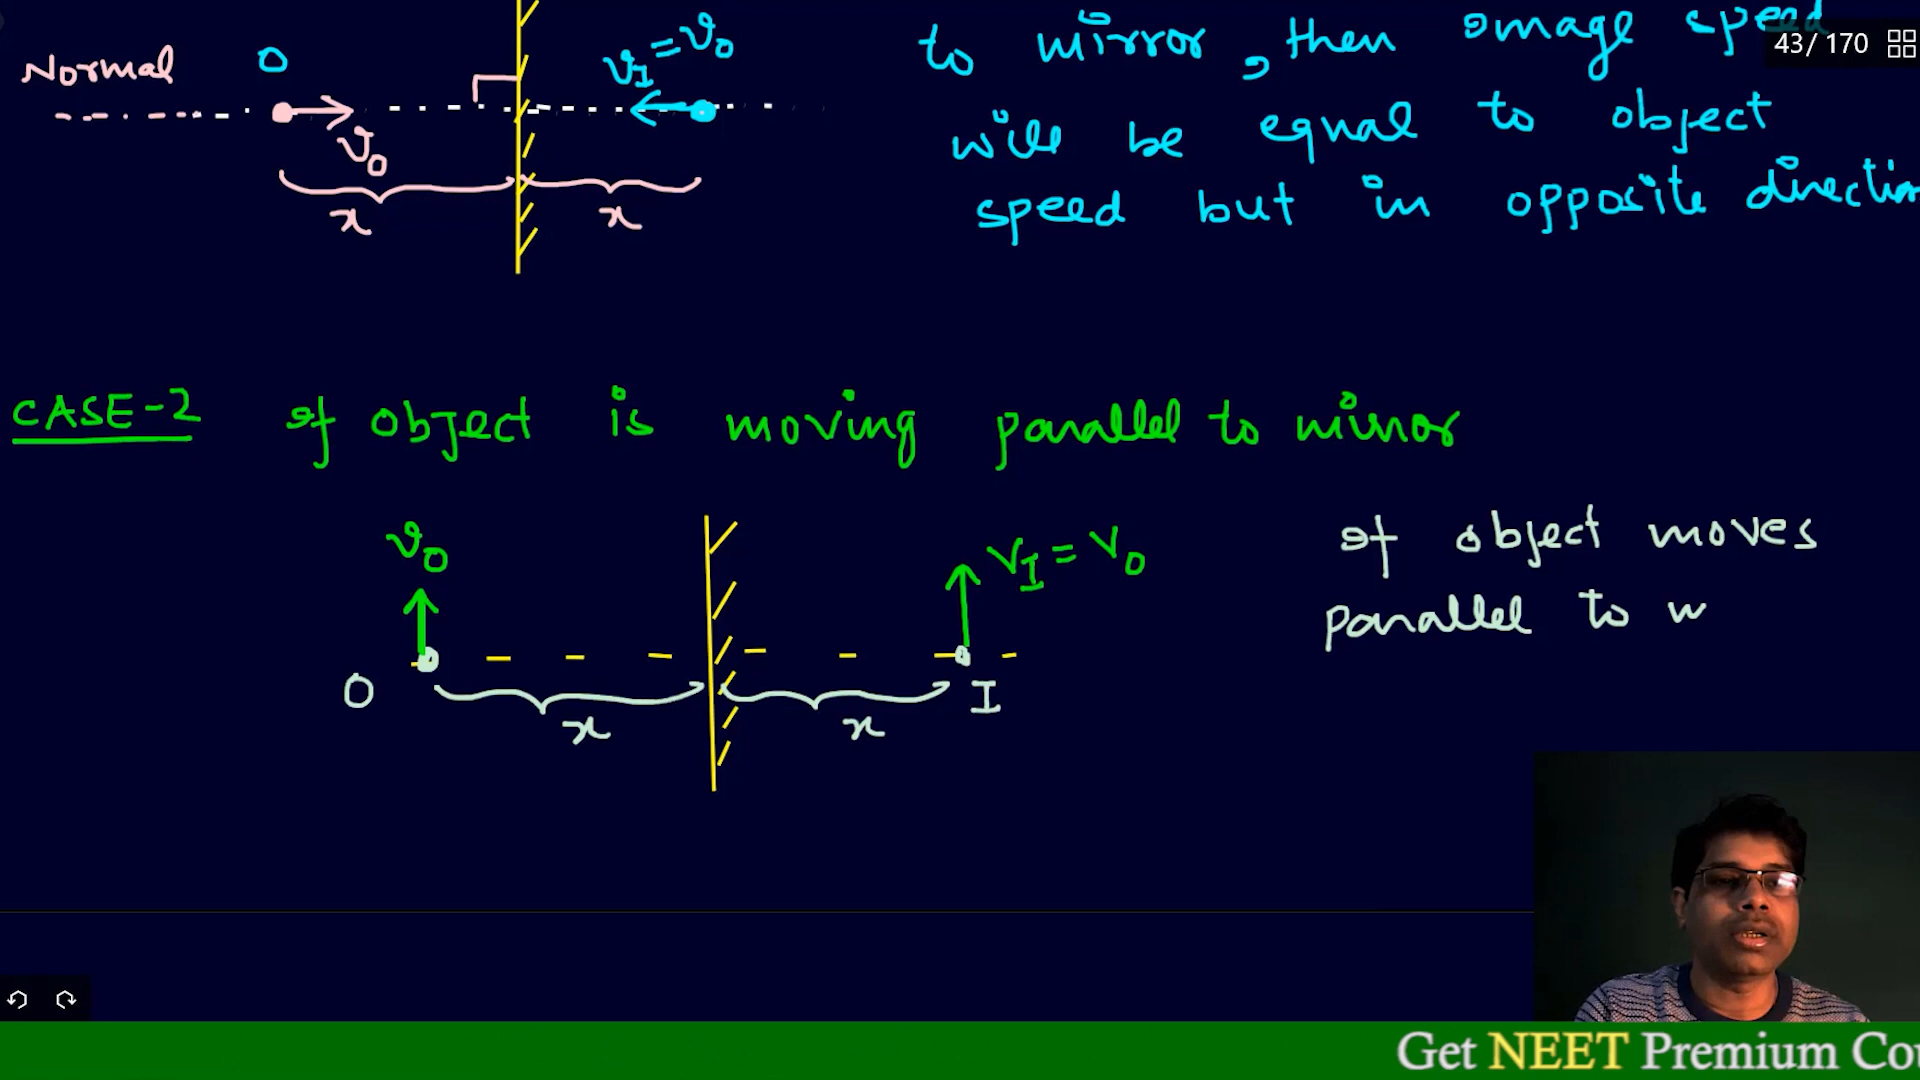 to mirror, then Image speed
43/ 170
Normal O
v_I = v_0
will be equal to object
v_0
speed but in opposite direction
x x
CASE-2 If object is moving parallel to mirror
v_0
V_I = V_0
If object moves
parallel to w
O I
x x
Get NEET Premium Cou